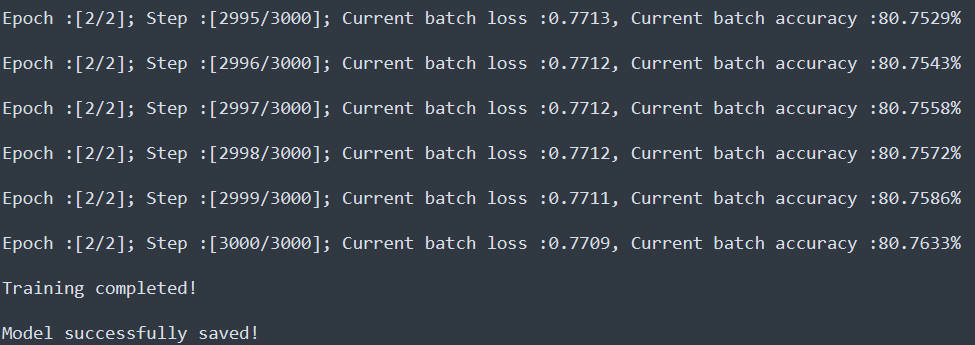 Epoch :[2/2]; Step :[2995/3000]; Current batch loss :0.7713, Current batch accuracy :80.7529%
Epoch :[2/2]; Step :[2996/3000]; Current batch loss :0.7712, Current batch accuracy :80.7543%
Epoch :[2/2]; Step :[2997/3000]; Current batch loss :0.7712, Current batch accuracy :80.7558%
Epoch :[2/2]; Step :[2998/3000]; Current batch loss :0.7712, Current batch accuracy :80.7572%
Epoch :[2/2]; Step :[2999/3000]; Current batch loss :0.7711, Current batch accuracy :80.7586%
Epoch :[2/2]; Step :[3000/3000]; Current batch loss :0.7709, Current batch accuracy :80.7633%
Training completed!
Model successfully saved!